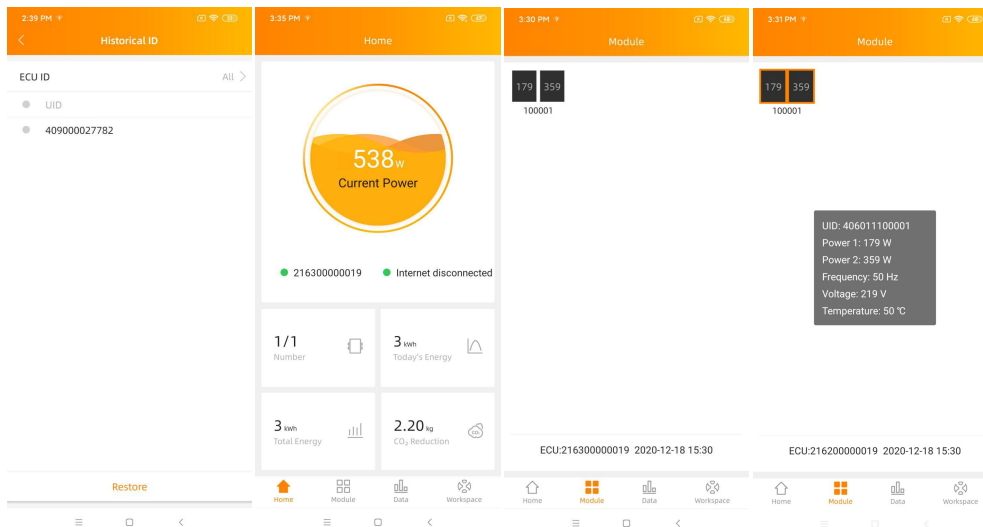 2:39 PM
Historical ID
ECU ID All
UID
409000027782
Restore
3:35 PM
Home
538W
Current Power
216300000019 Internet disconnected
1/1
Number
3 kWh
Today's Energy
3 kWh
Total Energy
2.20 kg
CO₂ Reduction
Home Module Data Workspace
3:30 PM
Module
179 359
100001
ECU:216300000019 2020-12-18 15:30
Home Module Data Workspace
3:31 PM
Module
179 359
100001
UID: 406011100001
Power 1: 179 W
Power 2: 359 W
Frequency: 50 Hz
Voltage: 219 V
Temperature: 50 ℃
ECU:216200000019 2020-12-18 15:30
Home Module Data Workspace